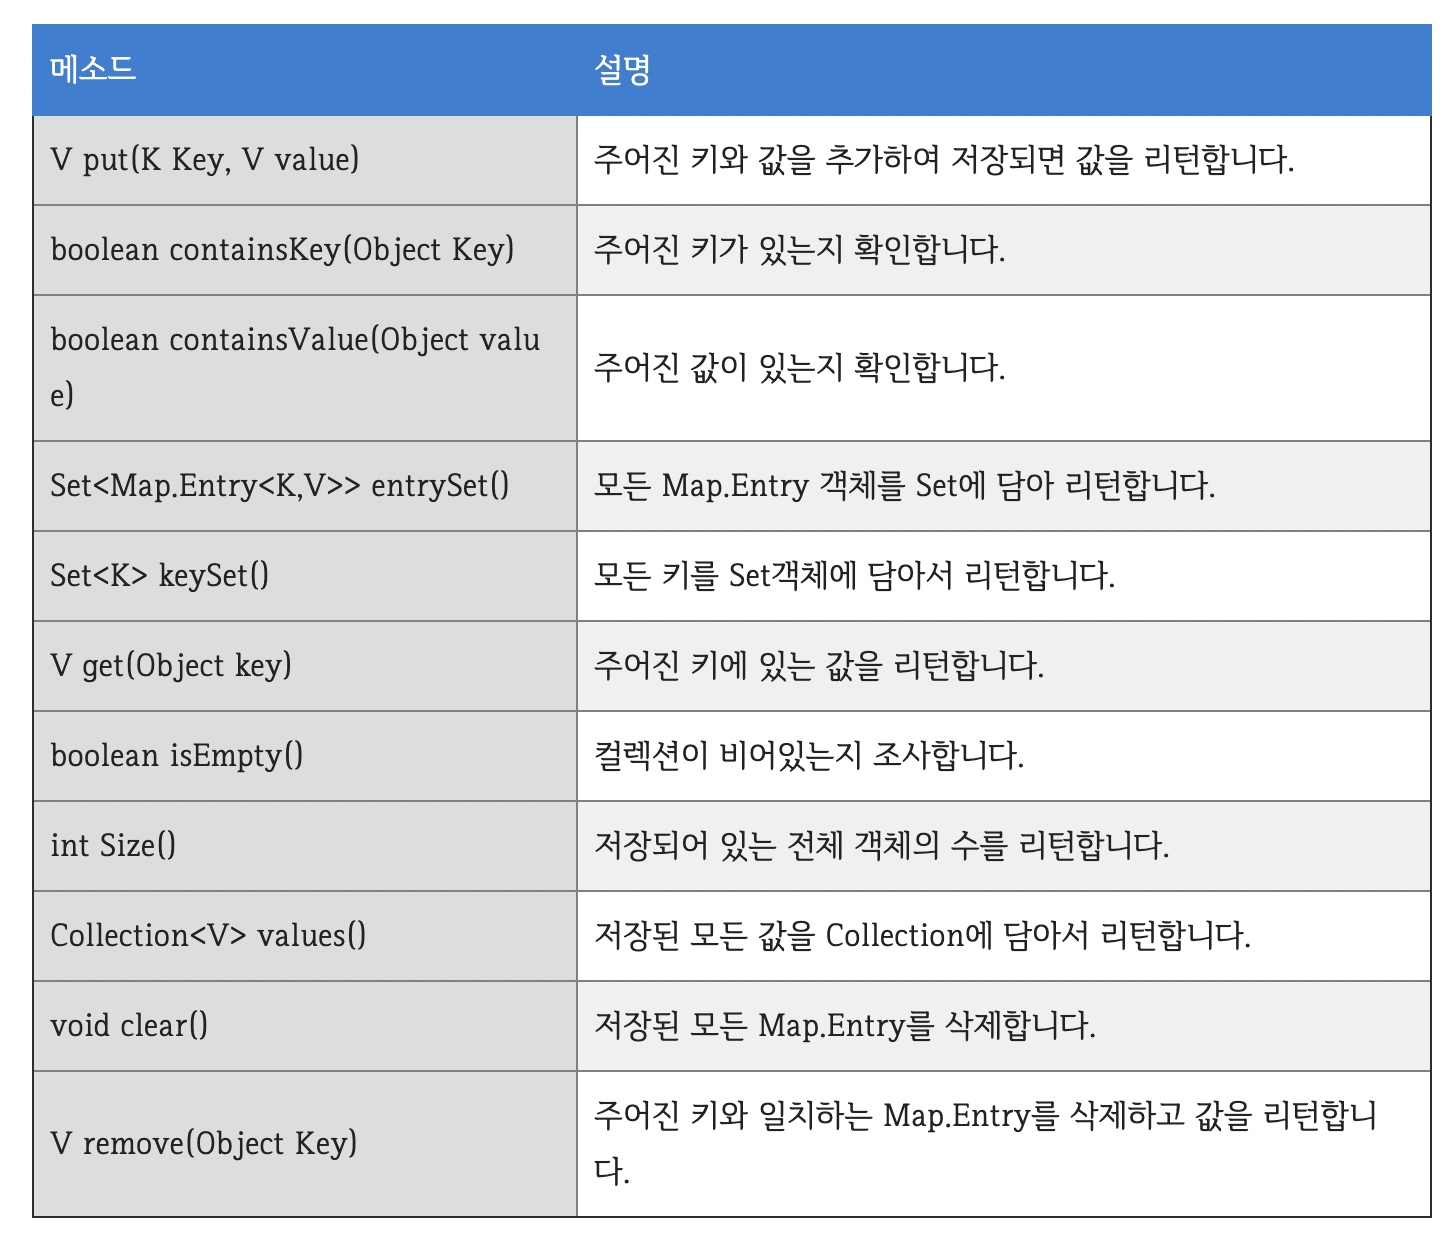 메소드 설명
V put(K Key, V value) 주어진 키와 값을 추가하여 저장되면 값을 리턴합니다.
boolean containsKey(Object Key) 주어진 키가 있는지 확인합니다.
boolean containsValue(Object valu
e)
주어진 값이 있는지 확인합니다.
Set<Map.Entry<K,V>> entrySet() 모든 Map.Entry 객체를 Set에 담아 리턴합니다.
Set<K> keySet() 모든 키를 Set객체에 담아서 리턴합니다.
V get(Object key) 주어진 키에 있는 값을 리턴합니다.
boolean isEmpty() 컬렉션이 비어있는지 조사합니다.
int Size() 저장되어 있는 전체 객체의 수를 리턴합니다.
Collection<V> values() 저장된 모든 값을 Collection에 담아서 리턴합니다.
void clear() 저장된 모든 Map.Entry를 삭제합니다.
V remove(Object Key) 주어진 키와 일치하는 Map.Entry를 삭제하고 값을 리턴합니
다.